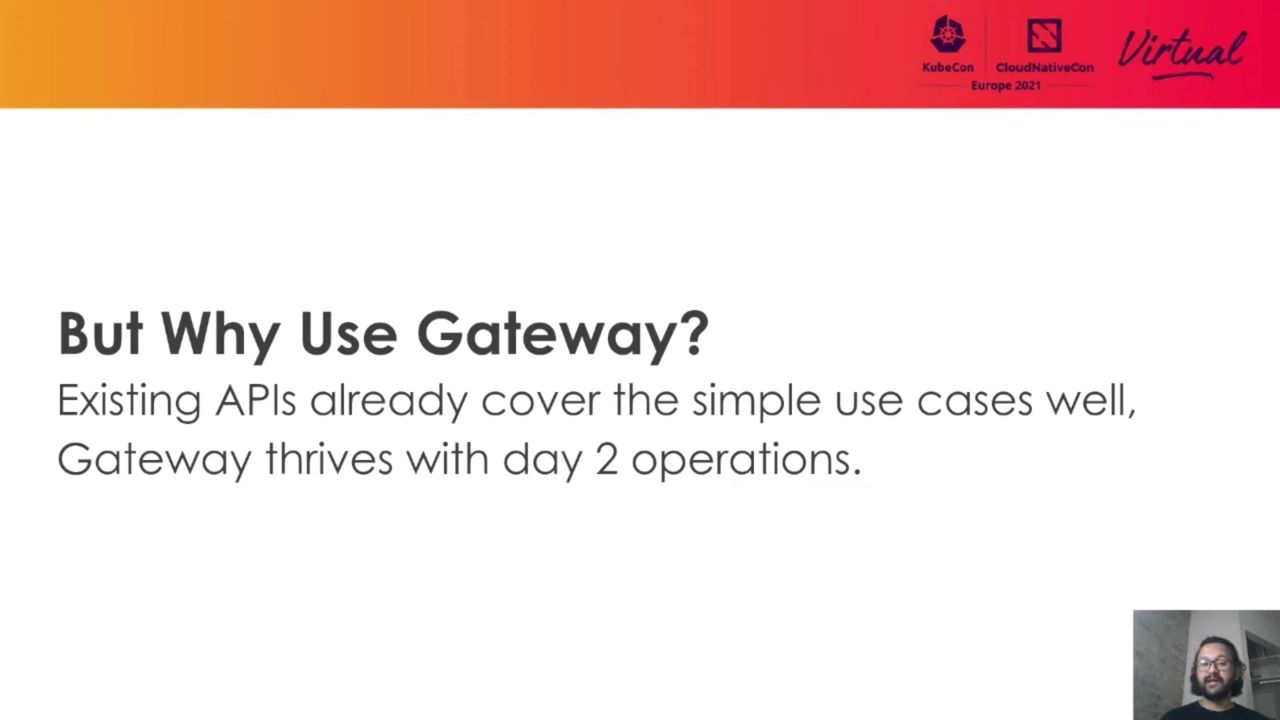 KubeCon
CloudNativeCon
Europe 2021
Virtual
But Why Use Gateway?
Existing APIs already cover the simple use cases well,
Gateway thrives with day 2 operations.